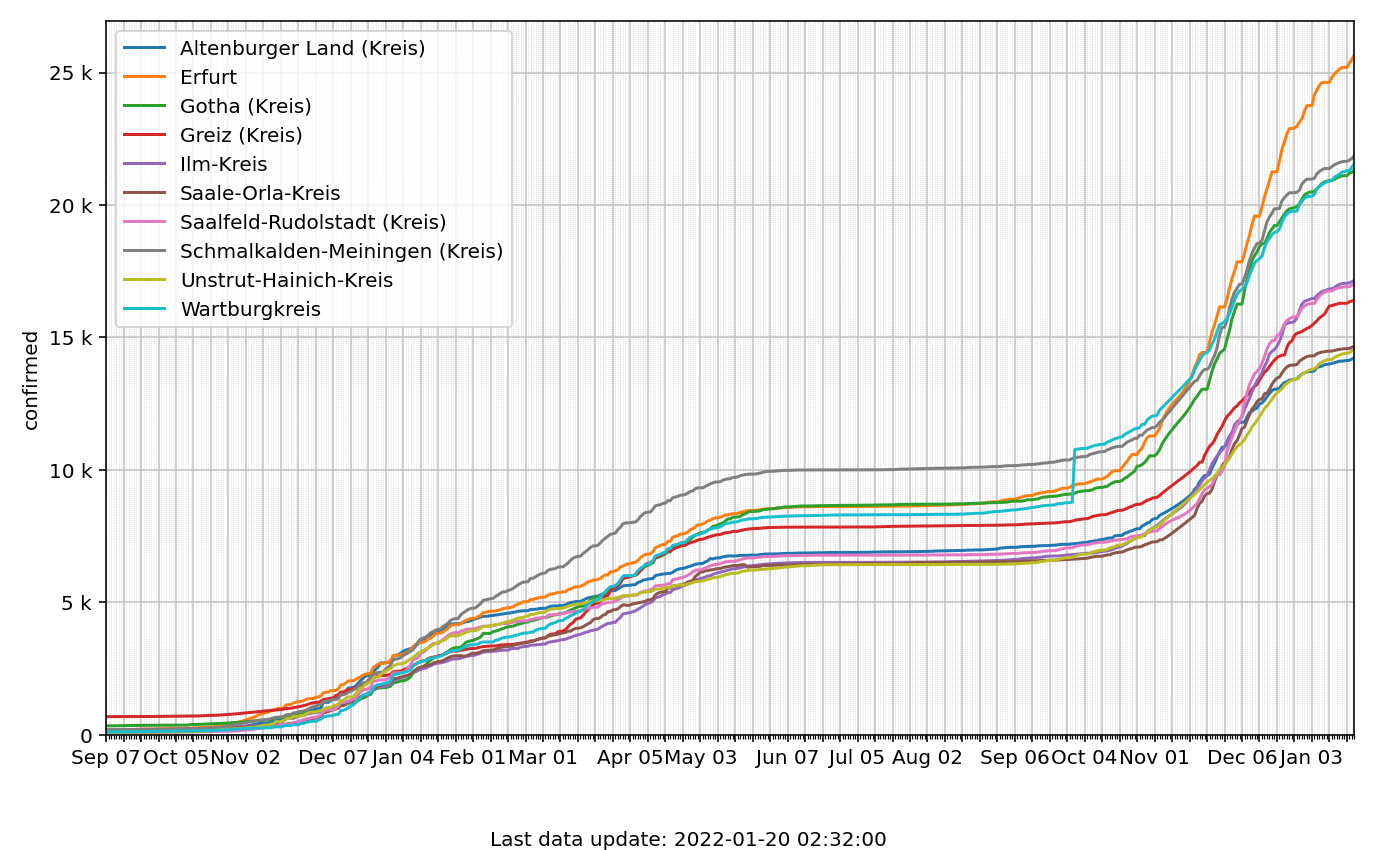 25 k
20 k
15 k
10 k
5 k
0
confirmed
Altenburger Land (Kreis)
Erfurt
Gotha (Kreis)
Greiz (Kreis)
Ilm-Kreis
Saale-Orla-Kreis
Saalfeld-Rudolstadt (Kreis)
Schmalkalden-Meiningen (Kreis)
Unstrut-Hainich-Kreis
Wartburgkreis
Sep 07 Oct 05 Nov 02 Dec 07 Jan 04 Feb 01 Mar 01 Apr 05 May 03 Jun 07 Jul 05 Aug 02 Sep 06 Oct 04 Nov 01 Dec 06 Jan 03
Last data update: 2022-01-20 02:32:00